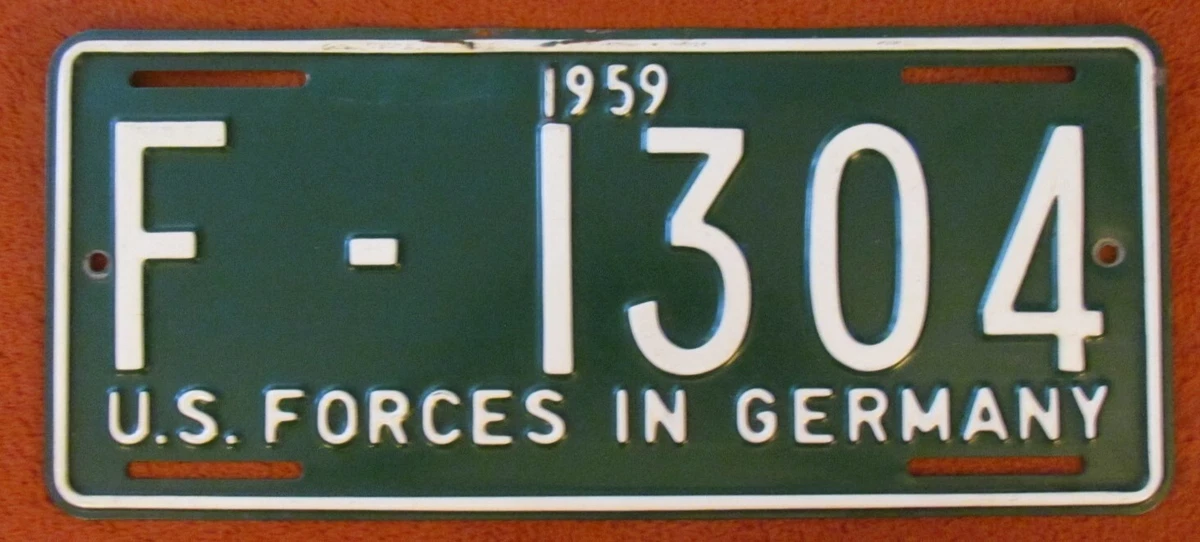 1959
F - 1304
U.S. FORCES IN GERMANY